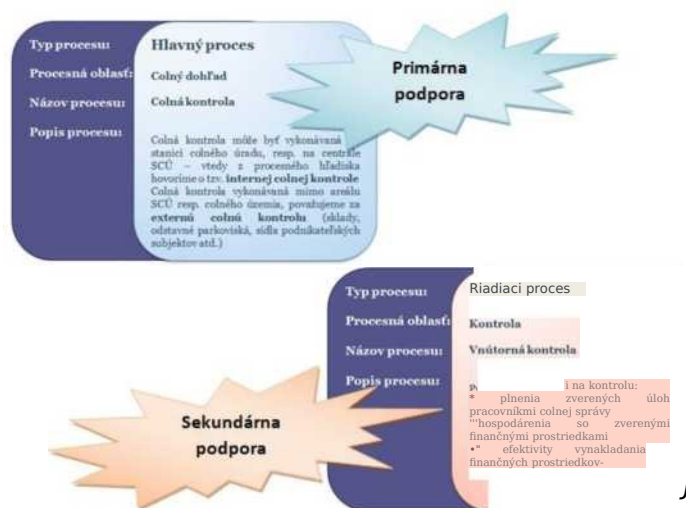 Typ procesu: Hlavný proces
Procesná oblasť: Colný dohľad
Názov procesu: Colná kontrola
Popis procesu:
Colná kontrola môže byť vykonávaná
stanici colného úradu, resp. na centrále
SCÚ – vtedy z procesného hľadiska
hovoríme o tzv. internej colnej kontrole
Colná kontrola vykonávaná mimo areálu
SCÚ resp. colného územia, považujeme za
externú colnú kontrolu (sklady,
odstavné parkoviská, sídla podnikateľských
subjektov atď.)
Primárna
podpora
Typ procesu: Riadiaci proces
Procesná oblasť: Kontrola
Názov procesu: Vnútorná kontrola
Popis procesu:
i na kontrolu:
* plnenia zverených úloh
pracovníkmi colnej správy
"'hospodárenia so zverenými
finančnými prostriedkami
•" efektivity vynakladania
finančných prostriedkov-
Sekundárna
podpora